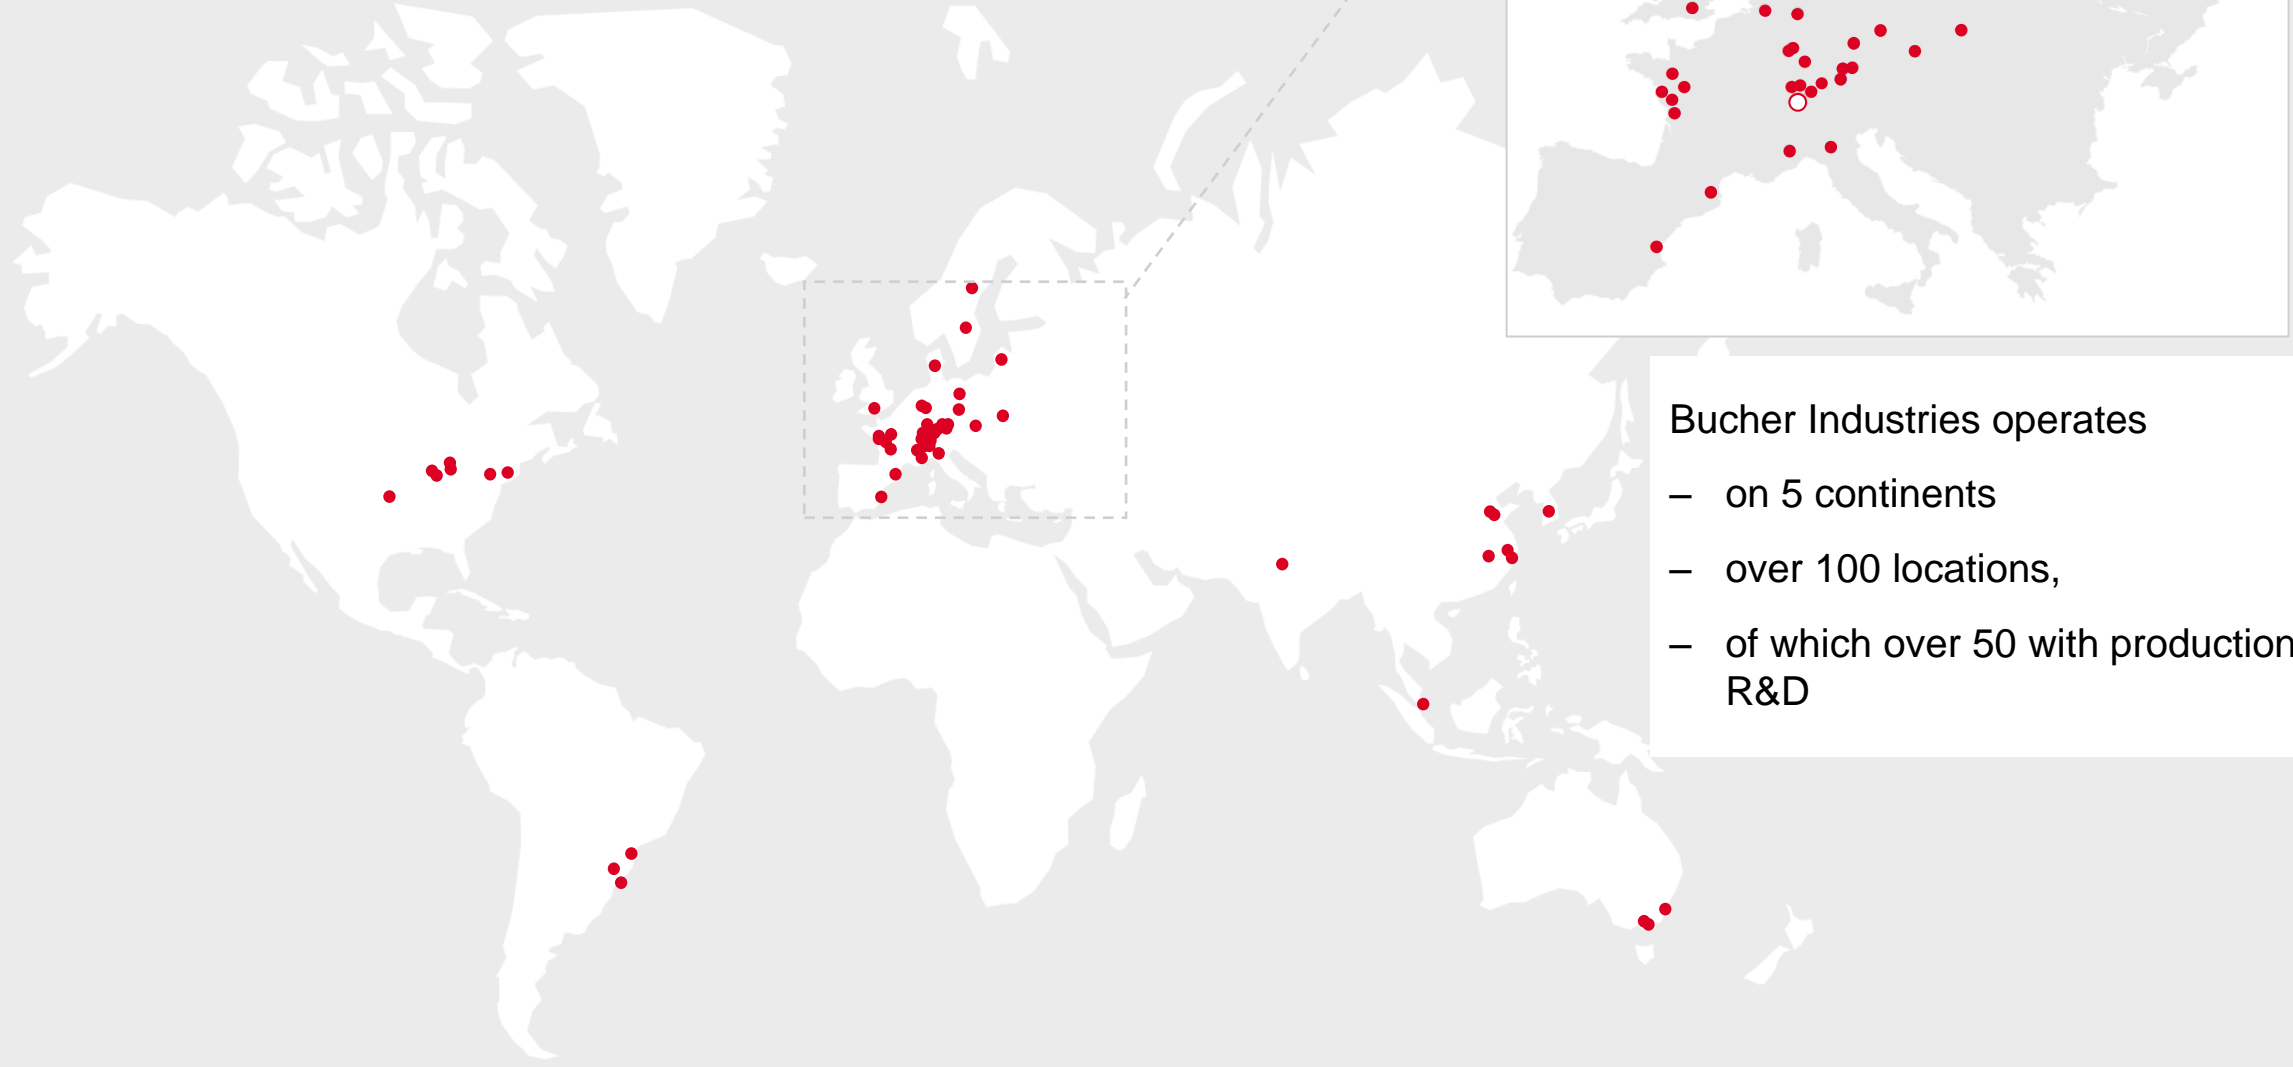 Bucher Industries operates
– on 5 continents
– over 100 locations,
– of which over 50 with production
R&D